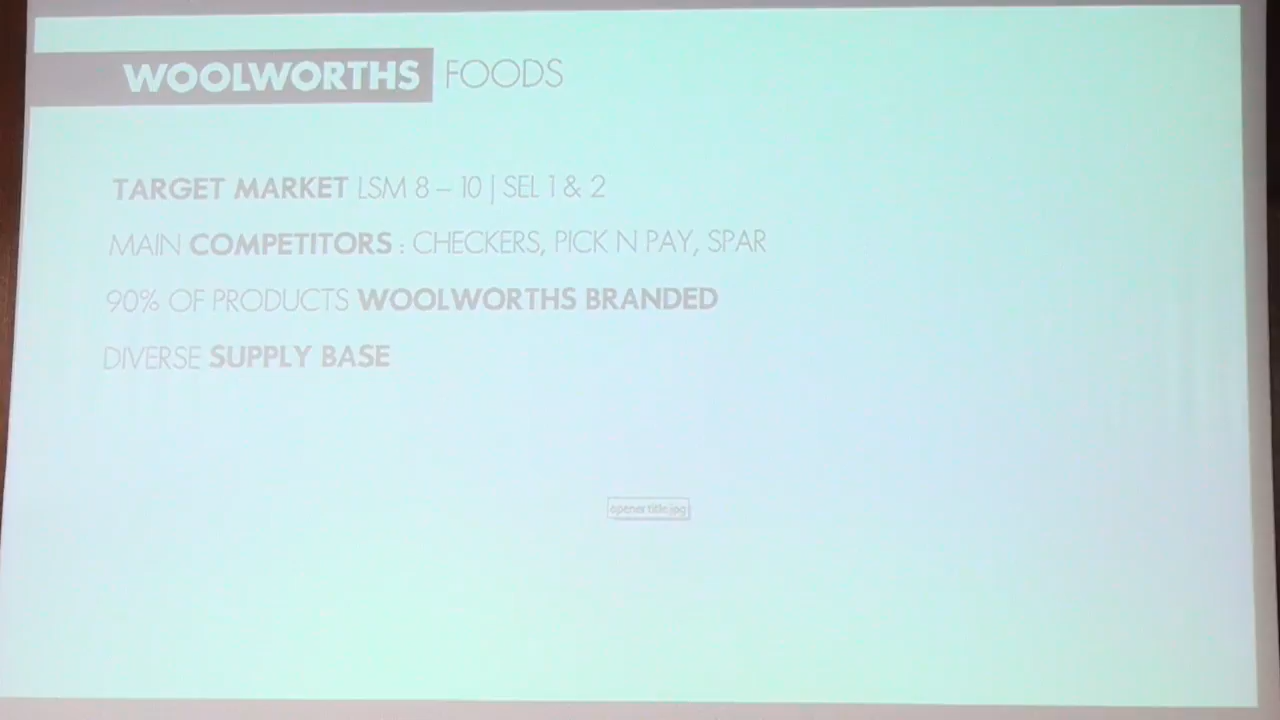 WOOLWORTHS FOODS
TARGET MARKET LSM 8 – 10 | SEL 1 & 2
MAIN COMPETITORS : CHECKERS, PICK N PAY, SPAR
90% OF PRODUCTS WOOLWORTHS BRANDED
DIVERSE SUPPLY BASE
opener title.jpg